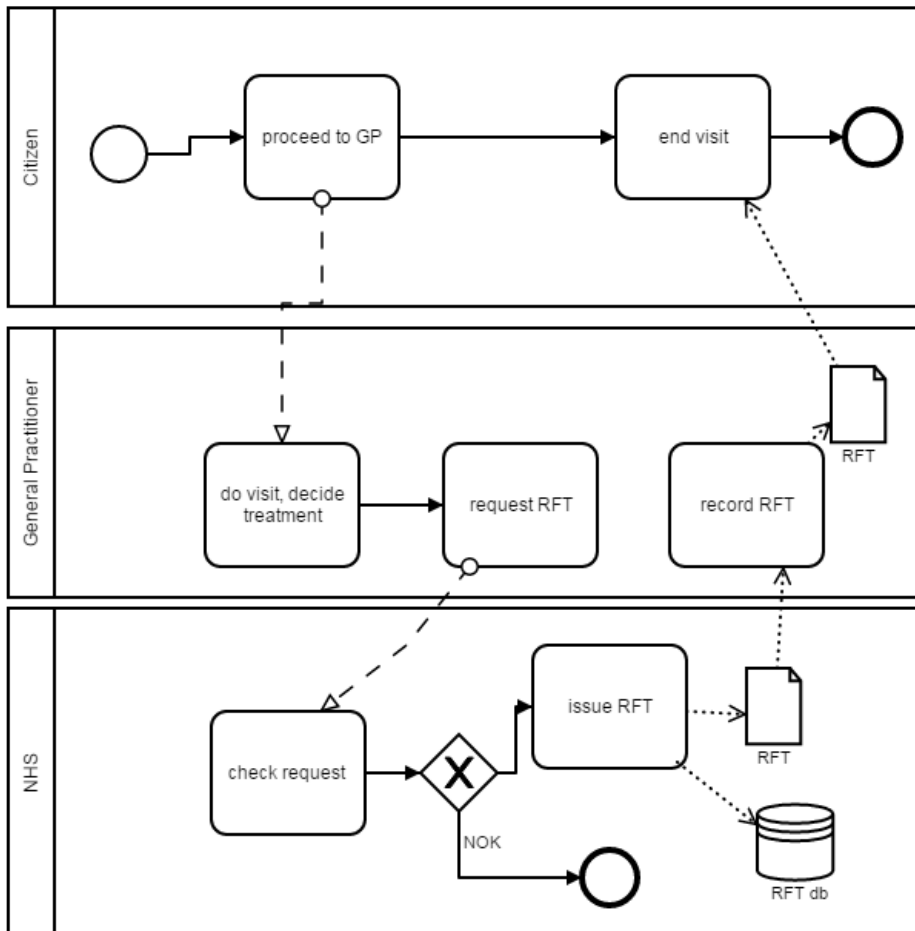 Citizen
proceed to GP
end visit
General Practitioner
RFT
do visit, decide
treatment
request RFT
record RFT
NHS
issue RFT
RFT
check request
NOK
RFT db